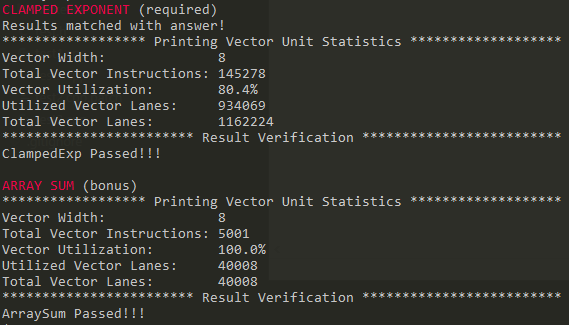 CLAMPED EXPONENT (required)
Results matched with answer!
****************** Printing Vector Unit Statistics *******************
Vector Width:              8
Total Vector Instructions: 145278
Vector Utilization:        80.4%
Utilized Vector Lanes:     934069
Total Vector Lanes:        1162224
************************ Result Verification *************************
ClampedExp Passed!!!

ARRAY SUM (bonus)
****************** Printing Vector Unit Statistics *******************
Vector Width:              8
Total Vector Instructions: 5001
Vector Utilization:        100.0%
Utilized Vector Lanes:     40008
Total Vector Lanes:        40008
************************ Result Verification *************************
ArraySum Passed!!!